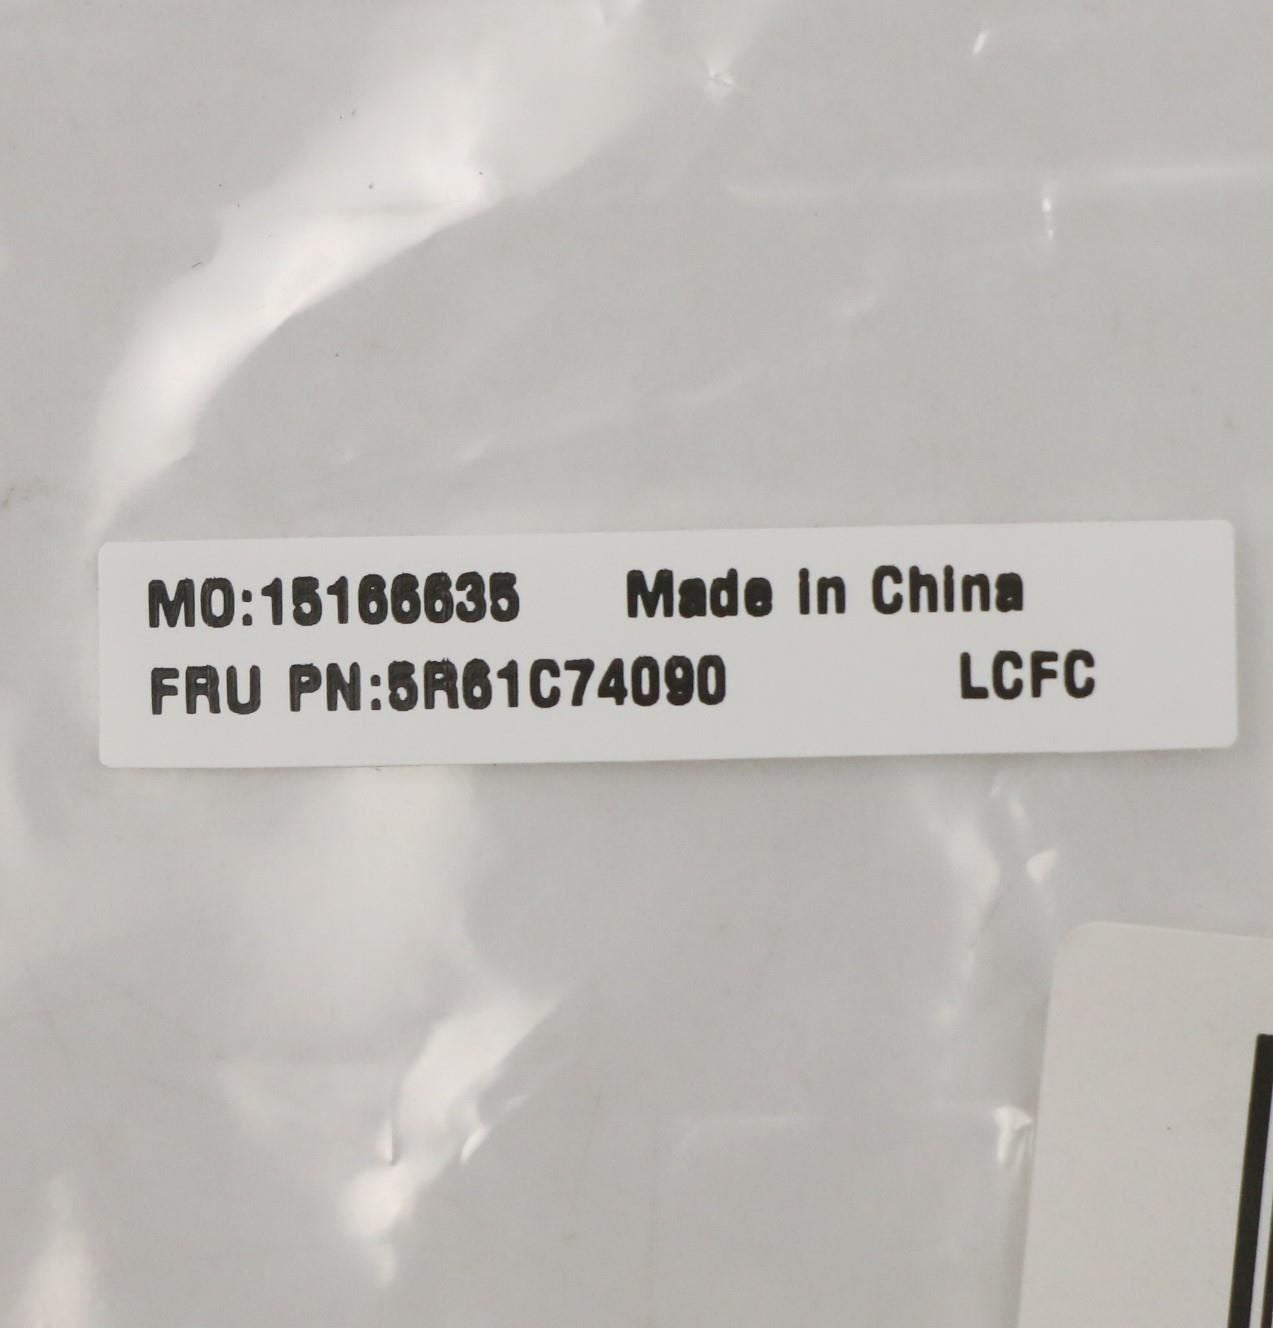 MO:15166635 Made in China
FRU PN:5R61C74090 LCFC